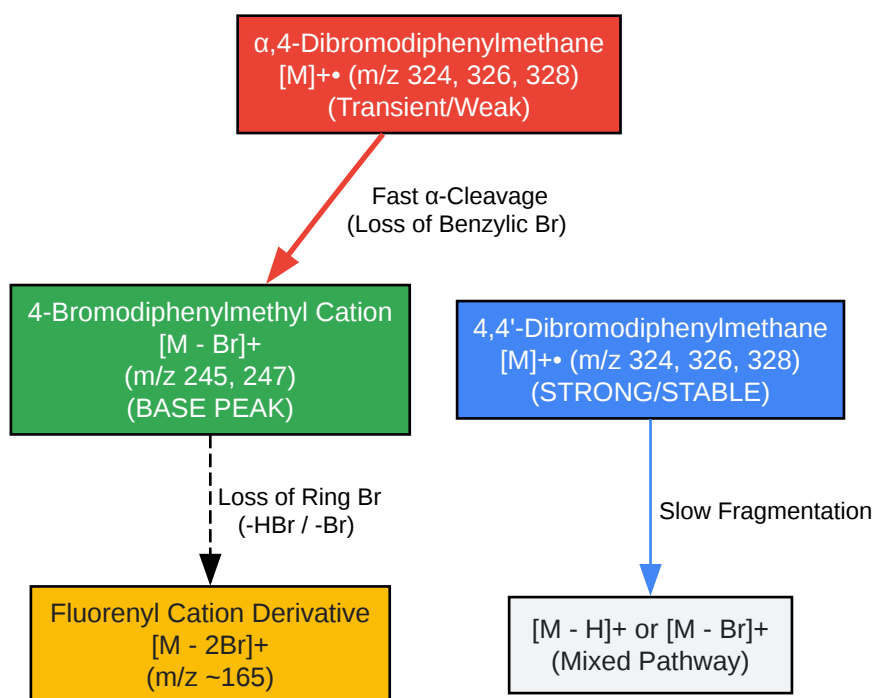 α,4-Dibromodiphenylmethane
[M]+• (m/z 324, 326, 328)
(Transient/Weak)
Fast α-Cleavage
(Loss of Benzylic Br)
4-Bromodiphenylmethyl Cation
[M - Br]+
(m/z 245, 247)
(BASE PEAK)
4,4'-Dibromodiphenylmethane
[M]+• (m/z 324, 326, 328)
(STRONG/STABLE)
Loss of Ring Br
(-HBr / -Br)
Slow Fragmentation
Fluorenyl Cation Derivative
[M - 2Br]+
(m/z ~165)
[M - H]+ or [M - Br]+
(Mixed Pathway)